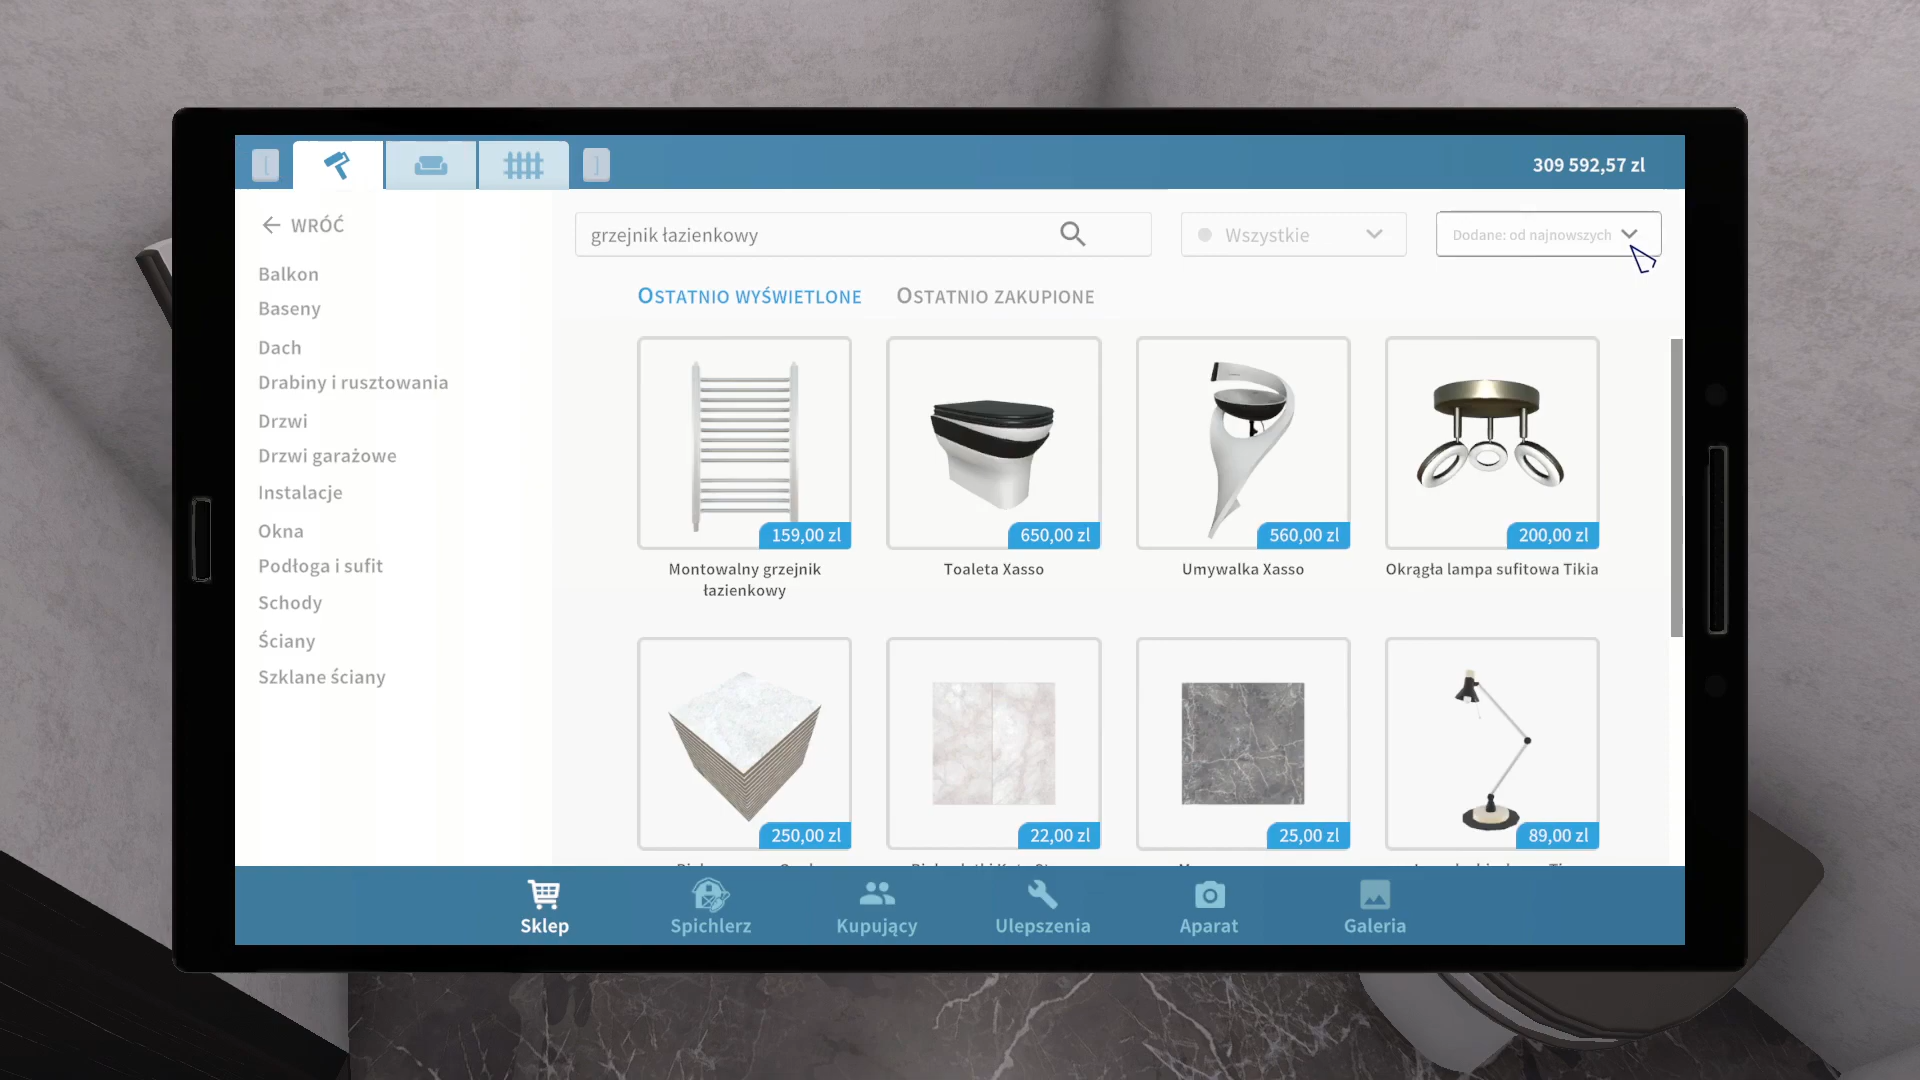 309 592,57 zl
WRÓĆ
grzejnik łazienkowy
Wszystkie
Dodane: od najnowszych
Balkon
Baseny
Dach
Drabiny i rusztowania
Drzwi
Drzwi garażowe
Instalacje
Okna
Podłoga i sufit
Schody
Ściany
Szklane ściany
OSTATNIO WYŚWIETLONE
OSTATNIO ZAKUPIONE
159,00 zl
650,00 zl
560,00 zl
200,00 zl
Montowalny grzejnik
łazienkowy
Toaleta Xasso
Umywalka Xasso
Okrągła lampa sufitowa Tikia
250,00 zl
22,00 zl
25,00 zl
89,00 zl
Sklep
Spichlerz
Kupujący
Ulepszenia
Aparat
Galeria